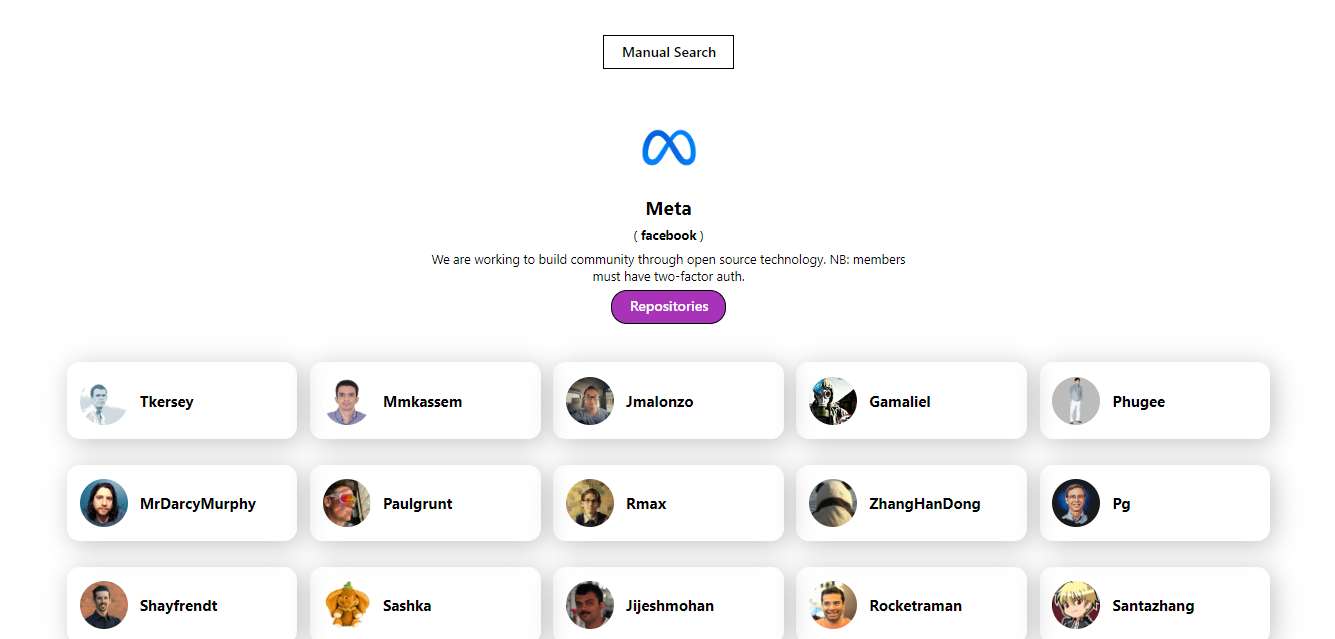 Manual Search
Meta
( facebook )
We are working to build community through open source technology. NB: members
must have two-factor auth.
Repositories
Tkersey
Mmkassem
Jmalonzo
Gamaliel
Phugee
MrDarcyMurphy
Paulgrunt
Rmax
ZhangHanDong
Pg
Shayfrendt
Sashka
Jijeshmohan
Rocketraman
Santazhang